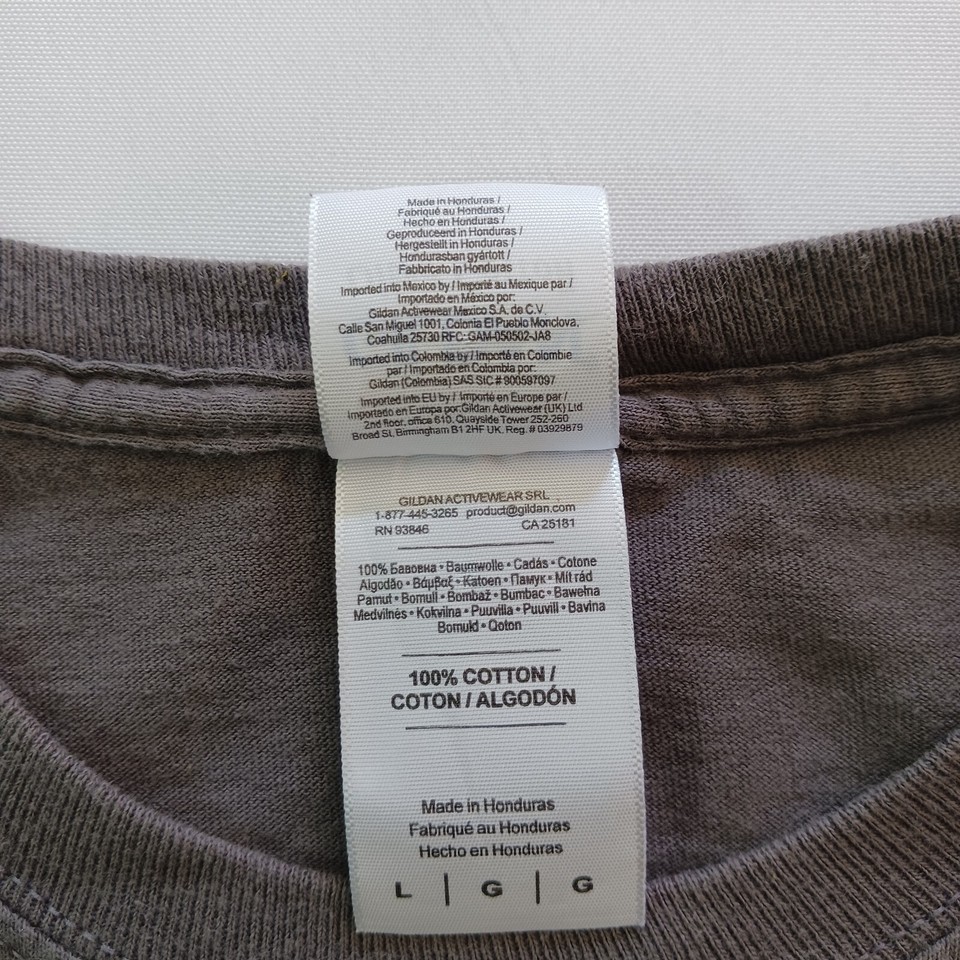 Made in Honduras /
Fabriqué au Honduras /
Hecho en Honduras /
Geproduceerd in Honduras /
Hergestellt in Honduras /
Hondurasban gyártott /
Fabbricato in Honduras
Imported into Mexico by / Importé au Mexique par /
Importado en México por:
Gildan Activewear Mexico S.A. de C.V.
Calle San Miguel 1001, Colonia El Pueblo Monclova,
Coahuila 25730 RFC: GAM-050502-JA8
Imported into Colombia by / Importé en Colombie
par / Importado en Colombia por:
Gildan (Colombia) SAS SIC # 900597097
Imported into EU by / Importé en Europe par /
Importado en Europa por:Gildan Activewear (UK) Ltd
2nd floor, office 610, Quayside Tower 252-260
Broad St, Birmingham B1 2HF UK. Reg. # 03929879
GILDAN ACTIVEWEAR SRL
1-877-445-3265 product@gildan.com
RN 93846 CA 25181
100% Бавовна • Baumwolle • Cadás • Cotone
Algodão • Βάμβαξ • Katoen • Памук • Mit rád
Pamut • Bomull • Bombaž • Bumbac • Bawełna
Medvilnės • Kokvilna • Puuvilla • Puuvill • Bavlna
Bomuld • Qoton
100% COTTON /
COTON / ALGODÓN
Made in Honduras
Fabriqué au Honduras
Hecho en Honduras
L | G | G